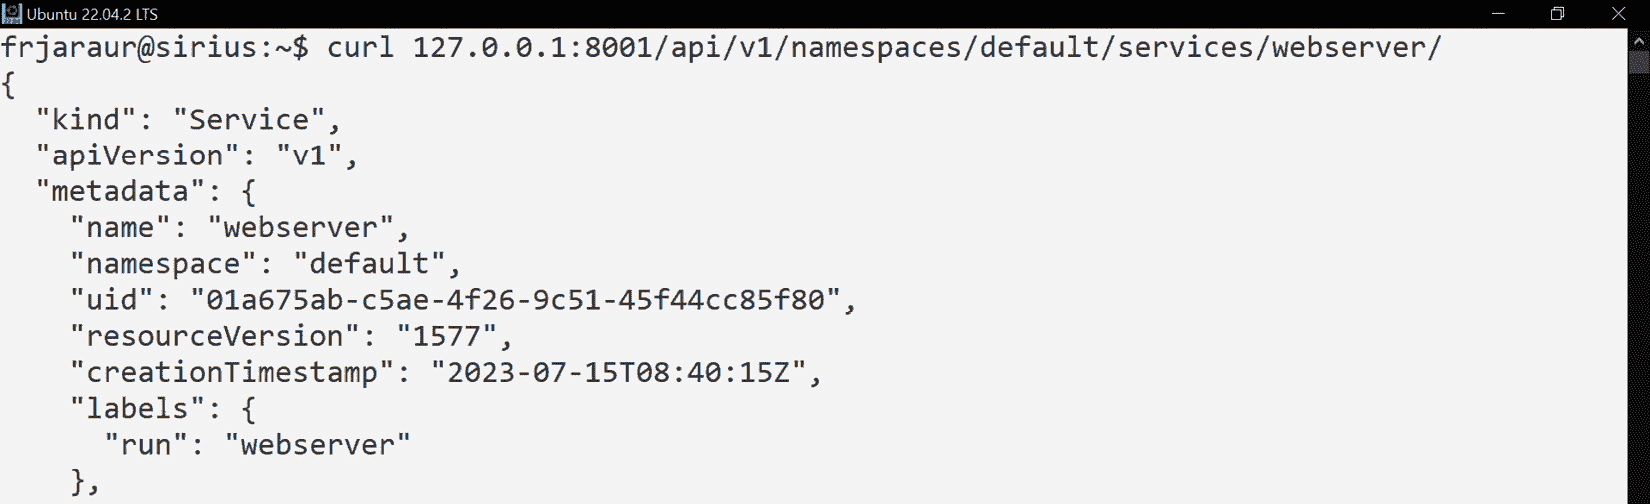 Ubuntu 22.04.2 LTS
frjaraur@sirius:~$ curl 127.0.0.1:8001/api/v1/namespaces/default/services/webserver/
{
  "kind": "Service",
  "apiVersion": "v1",
  "metadata": {
    "name": "webserver",
    "namespace": "default",
    "uid": "01a675ab-c5ae-4f26-9c51-45f44cc85f80",
    "resourceVersion": "1577",
    "creationTimestamp": "2023-07-15T08:40:15Z",
    "labels": {
      "run": "webserver"
    },